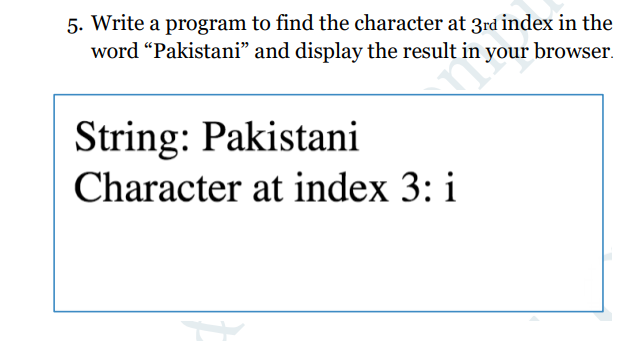 5. Write a program to find the character at 3rd index in the
word “Pakistani” and display the result in your browser.
String: Pakistani
Character at index 3: i